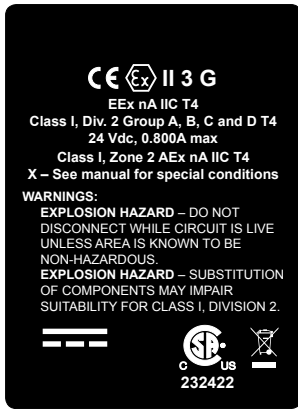 CE Ex II 3 G
EEx nA IIC T4
Class I, Div. 2 Group A, B, C and D T4
24 Vdc, 0.800A max
Class I, Zone 2 AEx nA IIC T4
X – See manual for special conditions
WARNINGS:
EXPLOSION HAZARD – DO NOT
DISCONNECT WHILE CIRCUIT IS LIVE
UNLESS AREA IS KNOWN TO BE
NON-HAZARDOUS.
EXPLOSION HAZARD – SUBSTITUTION
OF COMPONENTS MAY IMPAIR
SUITABILITY FOR CLASS I, DIVISION 2.
SA
C US
232422